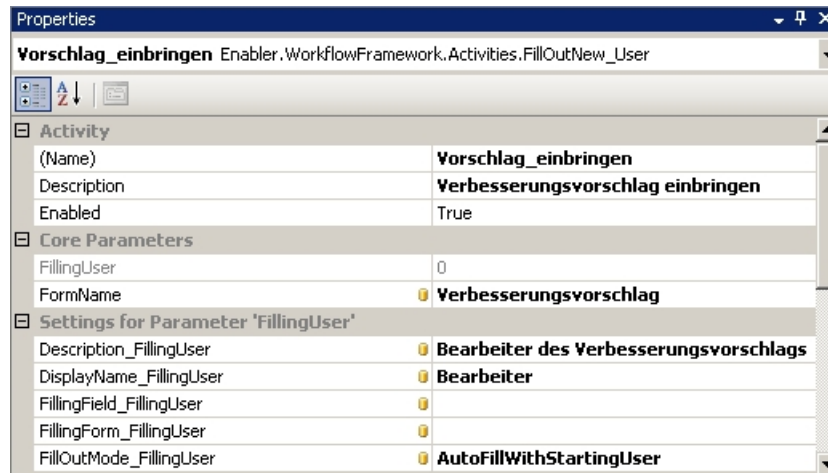 Properties
Vorschlag_einbringen Enabler.WorkflowFramework.Activities.FillOutNew_User
A Z
Activity
(Name) Vorschlag_einbringen
Description Verbesserungsvorschlag einbringen
Enabled True
Core Parameters
FillingUser 0
FormName Verbesserungsvorschlag
Settings for Parameter 'FillingUser'
Description_FillingUser Bearbeiter des Verbesserungsvorschlags
DisplayName_FillingUser Bearbeiter
FillingField_FillingUser
FillingForm_FillingUser
FillOutMode_FillingUser AutoFillWithStartingUser